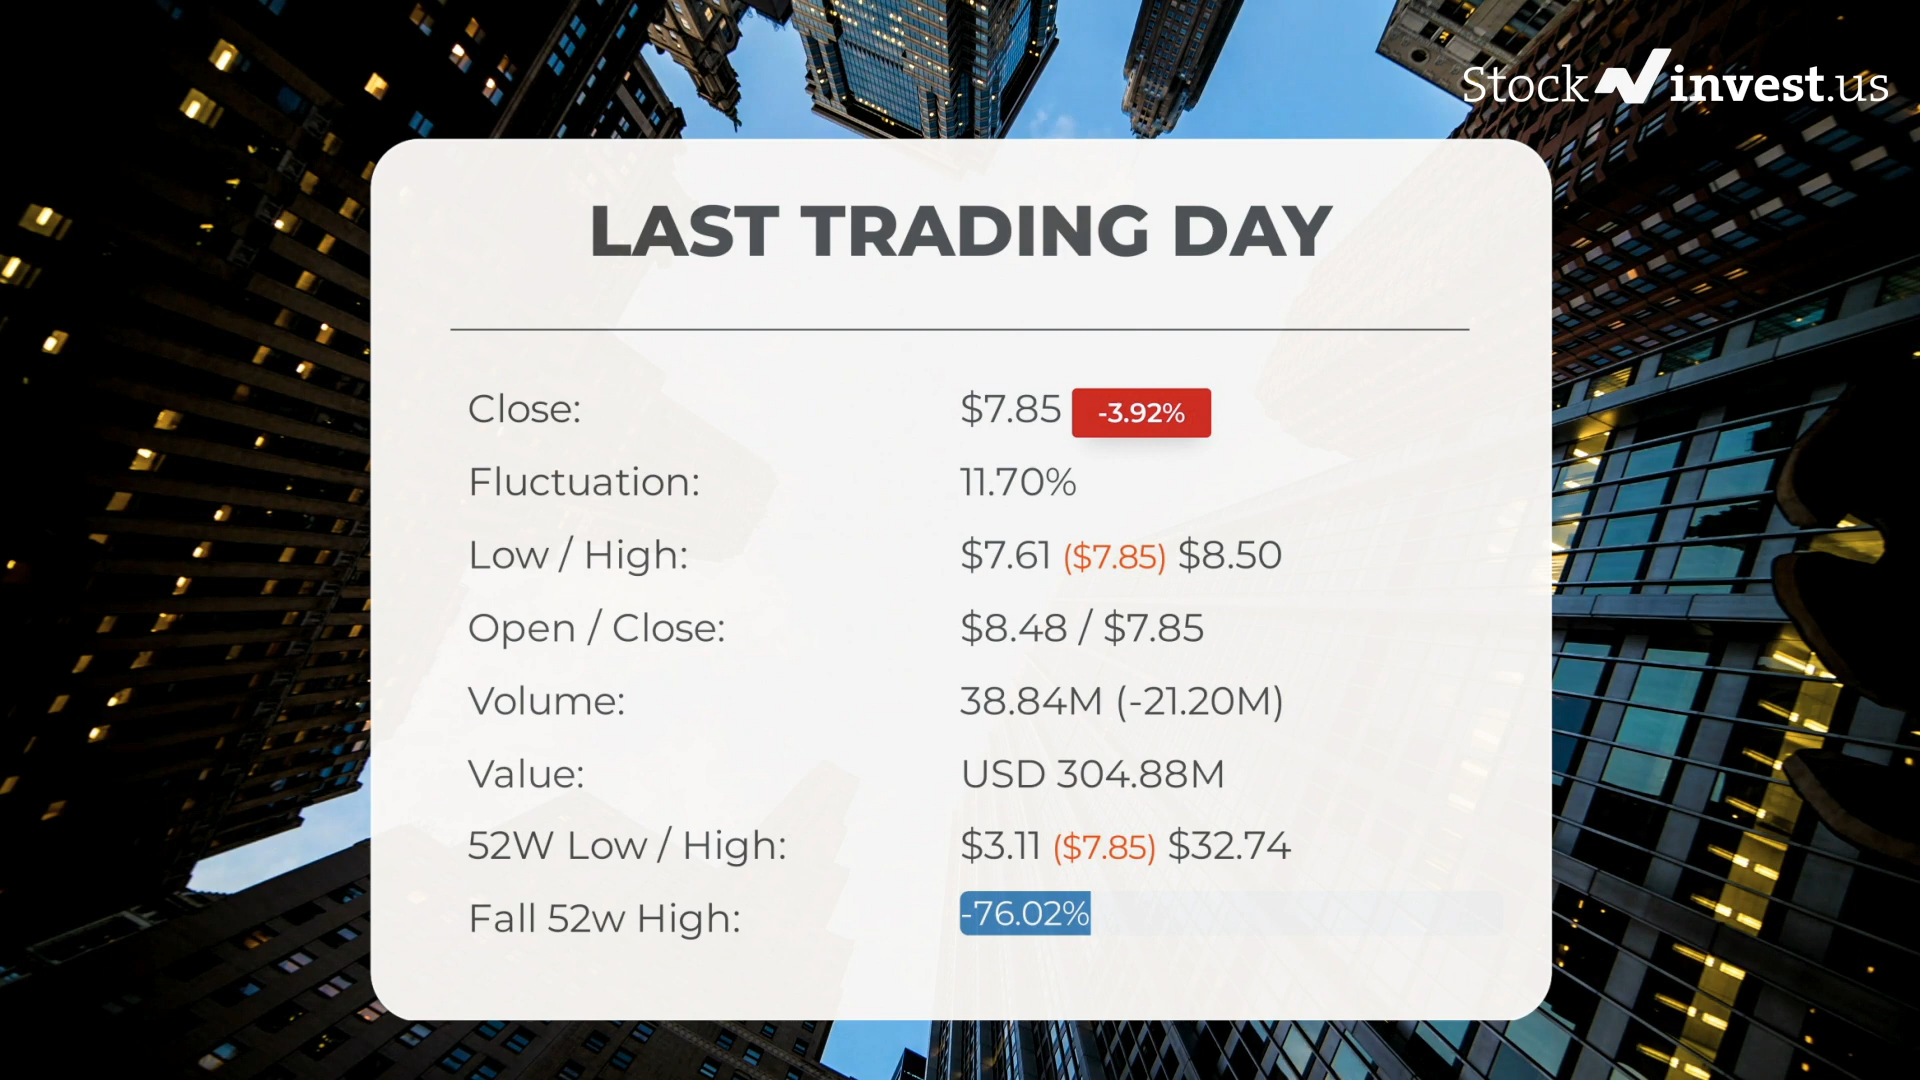 Stock invest.us
LAST TRADING DAY
Close: $7.85 -3.92%
Fluctuation: 11.70%
Low / High: $7.61 ($7.85) $8.50
Open / Close: $8.48 / $7.85
Volume: 38.84M (-21.20M)
Value: USD 304.88M
52W Low / High: $3.11 ($7.85) $32.74
Fall 52w High: -76.02%